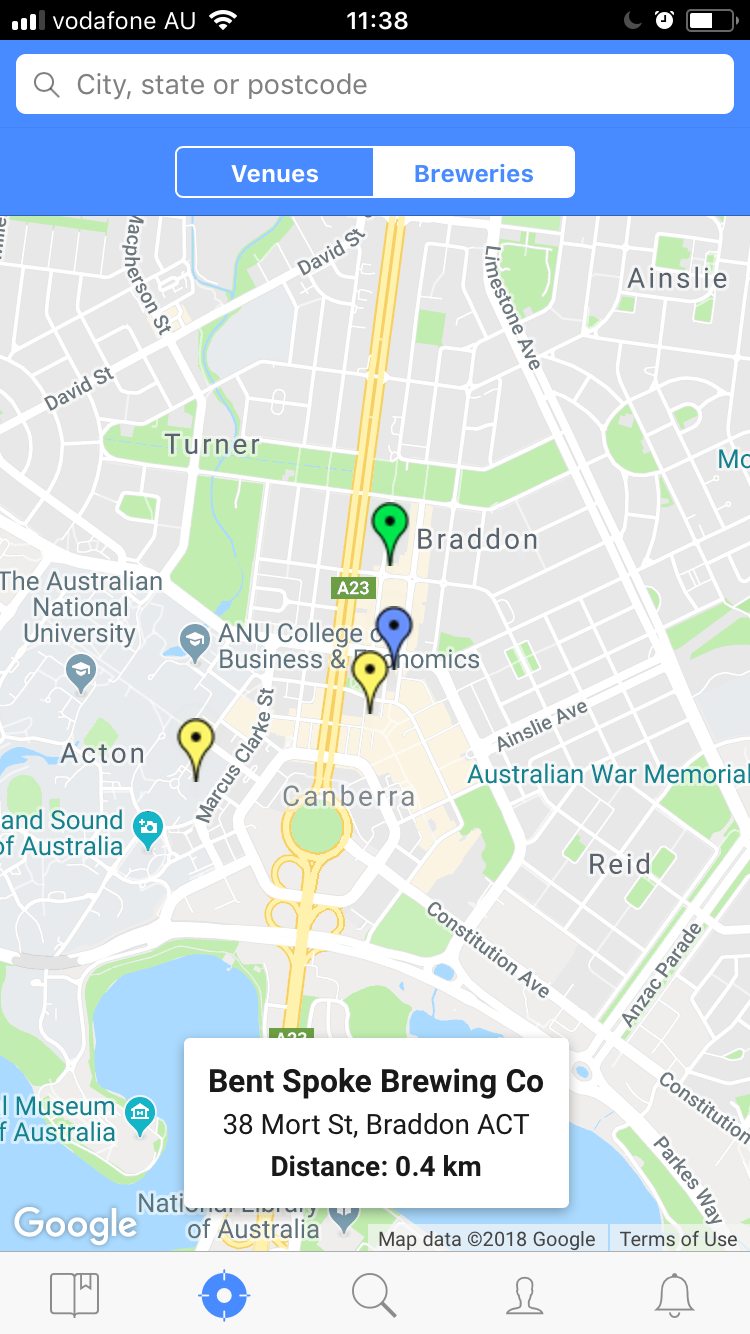 vodafone AU
11:38
City, state or postcode
Venues
Breweries
Macpherson St
David St
Limestone Ave
Ainslie
David St
Turner
Mo
Braddon
A23
The Australian
National
University
ANU College o
Business & Economics
Marcus Clarke St
Acton
Ainslie Ave
Australian War Memorial
Canberra
and Sound
of Australia
Reid
Constitution Ave
Anzac Parade
A23
Bent Spoke Brewing Co
38 Mort St, Braddon ACT
Distance: 0.4 km
l Museum
f Australia
Constitution
Parkes Way
National Library
of Australia
Google
Map data ©2018 Google
Terms of Use